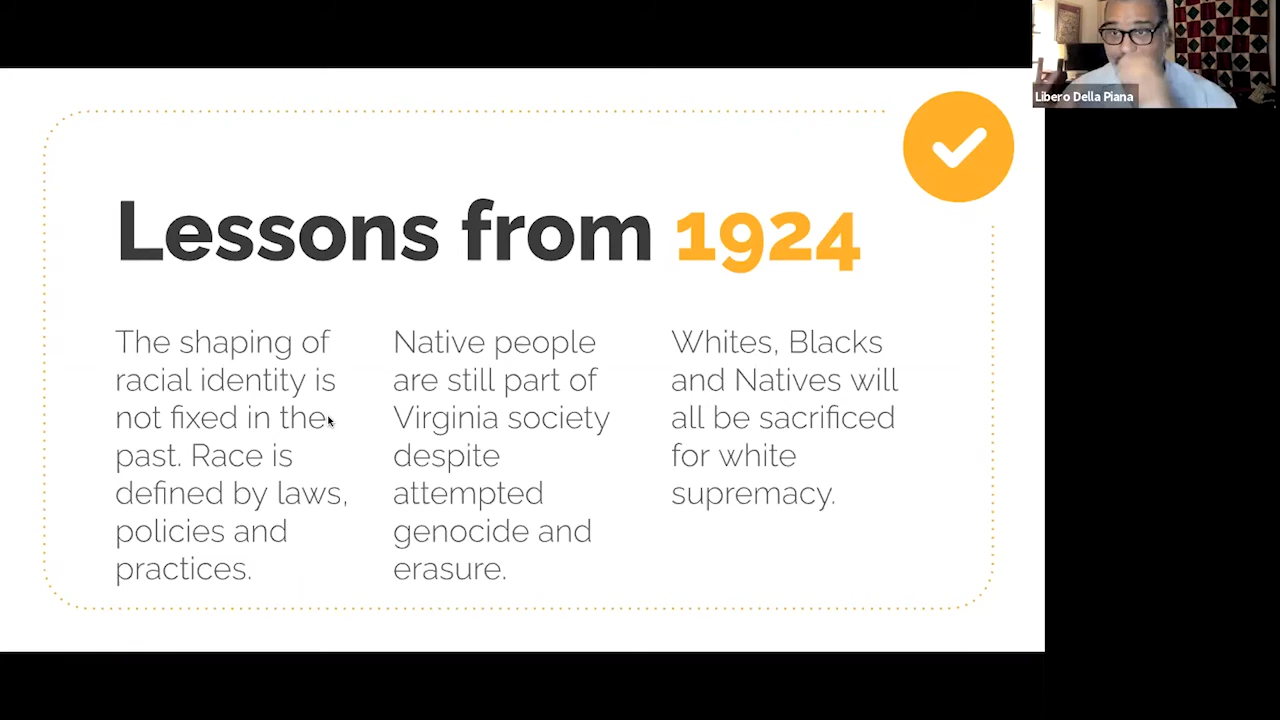 Libero Della Piana
Lessons from 1924
The shaping of
racial identity is
not fixed in the
past. Race is
defined by laws,
policies and
practices.
Native people
are still part of
Virginia society
despite
attempted
genocide and
erasure.
Whites, Blacks
and Natives will
all be sacrificed
for white
supremacy.